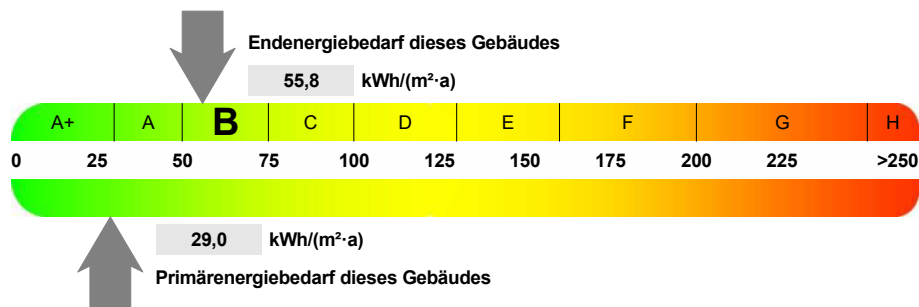 Endenergiebedarf dieses Gebäudes
55,8 kWh/(m²·a)
A+ A B C D E F G H
0 25 50 75 100 125 150 175 200 225 >250
29,0 kWh/(m²·a)
Primärenergiebedarf dieses Gebäudes